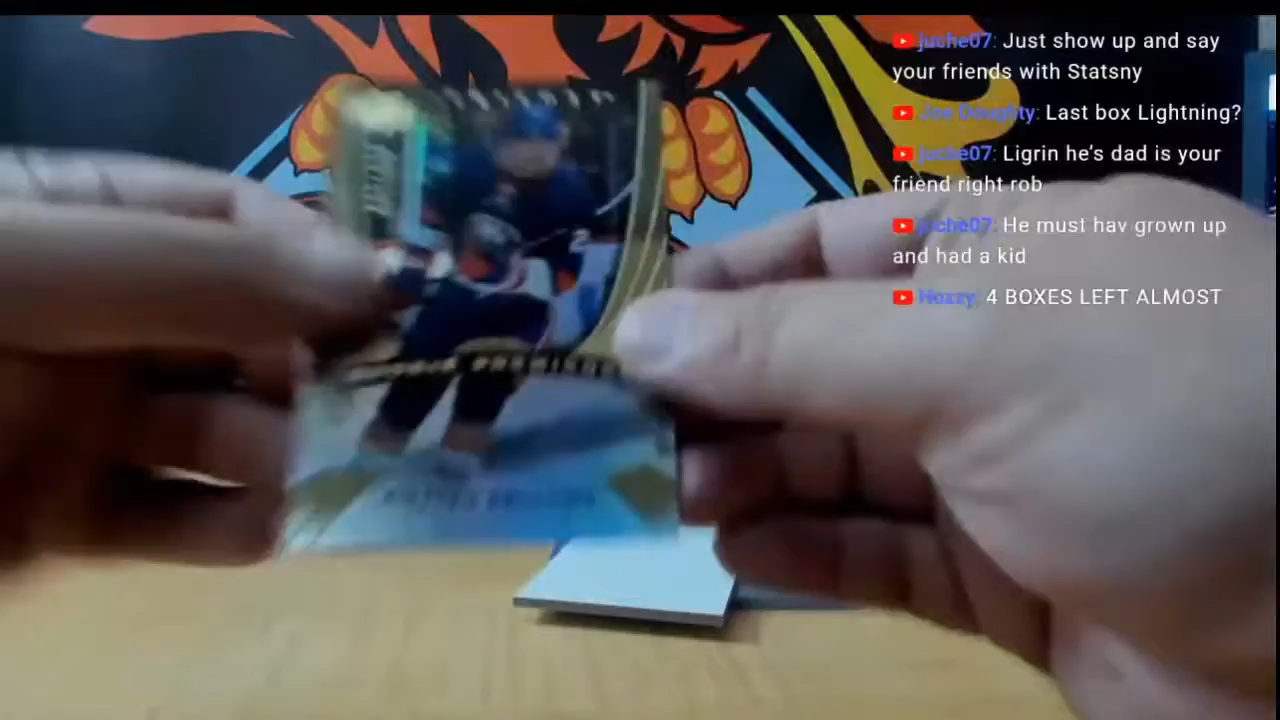 juche07: Just show up and say
your friends with Statsny
Joe Doughty: Last box Lightning?
juche07: Ligrin he's dad is your
friend right rob
juche07: He must hav grown up
and had a kid
Hozzy: 4 BOXES LEFT ALMOST